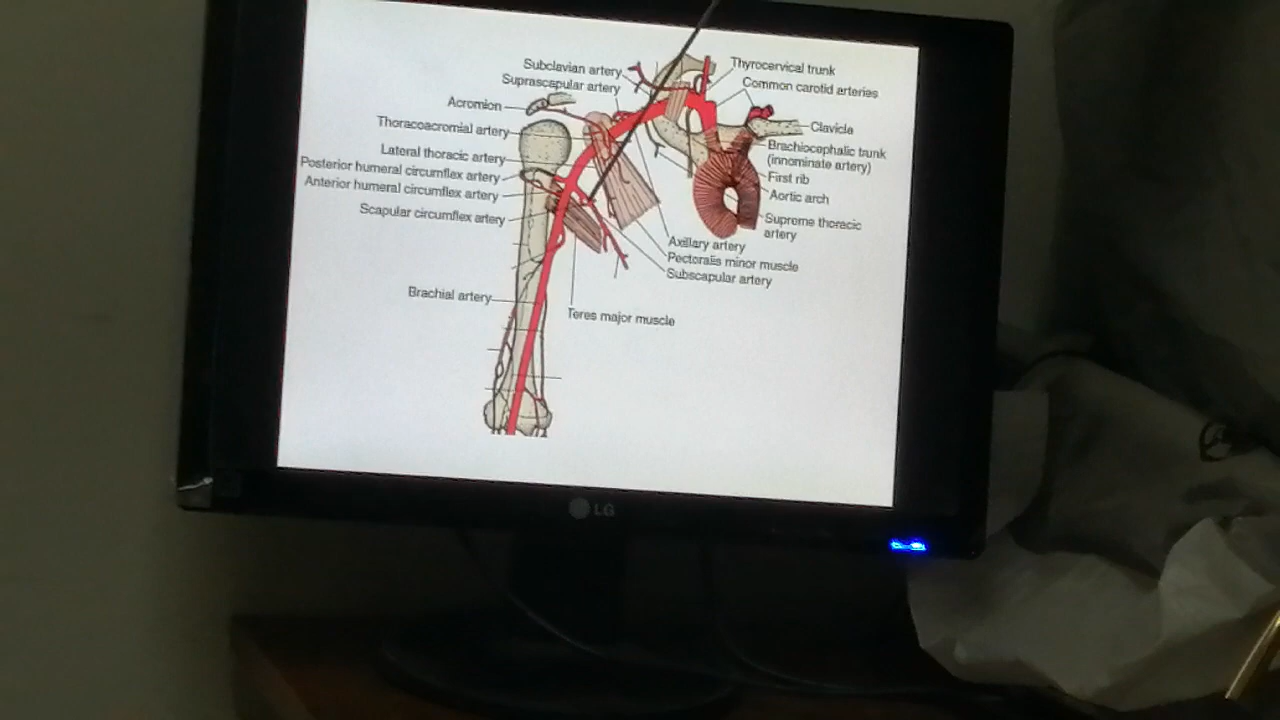 Subclavian artery
Suprascapular artery
Acromion
Thoracoacromial artery
Lateral thoracic artery
Posterior humeral circumflex artery
Anterior humeral circumflex artery
Scapular circumflex artery
Brachial artery
Thyrocervical trunk
Common carotid arteries
Clavicle
Brachiocephalic trunk
(innominate artery)
First rib
Aortic arch
Supreme thoracic
artery
Axillary artery
Pectoralis minor muscle
Subscapular artery
Teres major muscle
LG